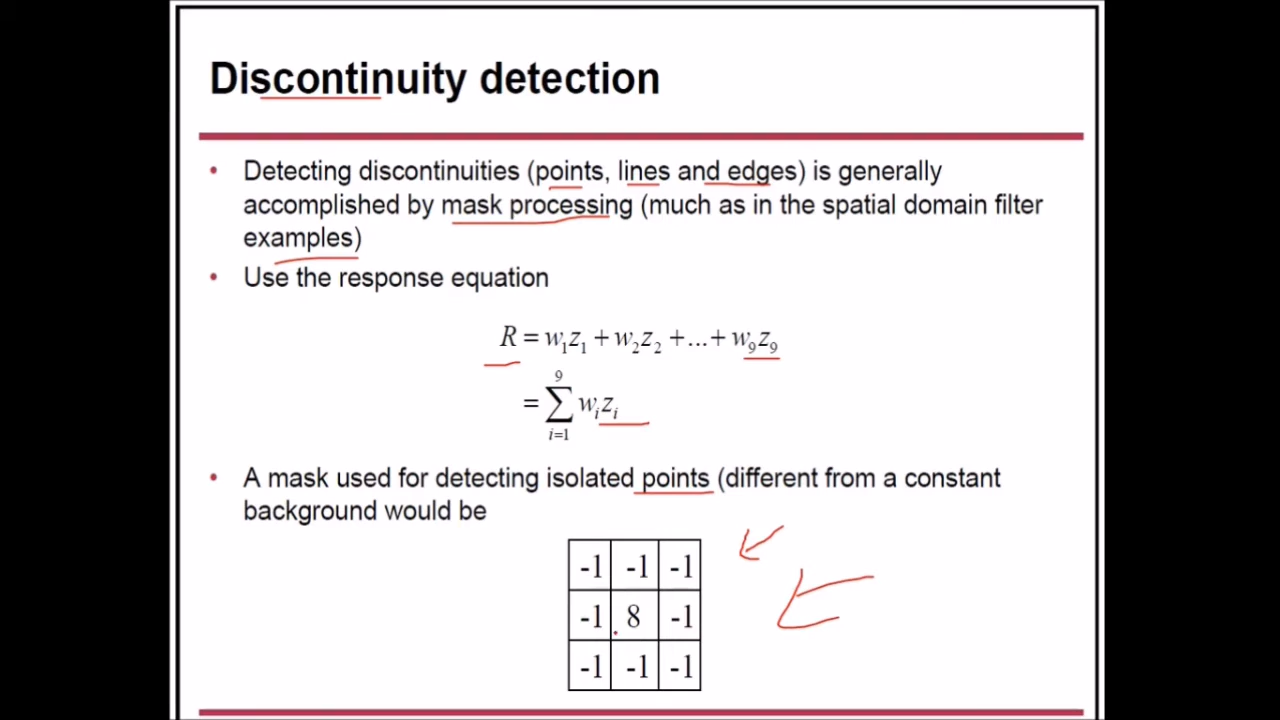 Discontinuity detection
• Detecting discontinuities (points, lines and edges) is generally
accomplished by mask processing (much as in the spatial domain filter
examples)
• Use the response equation
R = w₁z₁ + w₂z₂ + ... + w₉z₉
= ∑ᵢ₌₁⁹ wᵢzᵢ
• A mask used for detecting isolated points (different from a constant
background would be
-1 -1 -1
-1 8 -1
-1 -1 -1